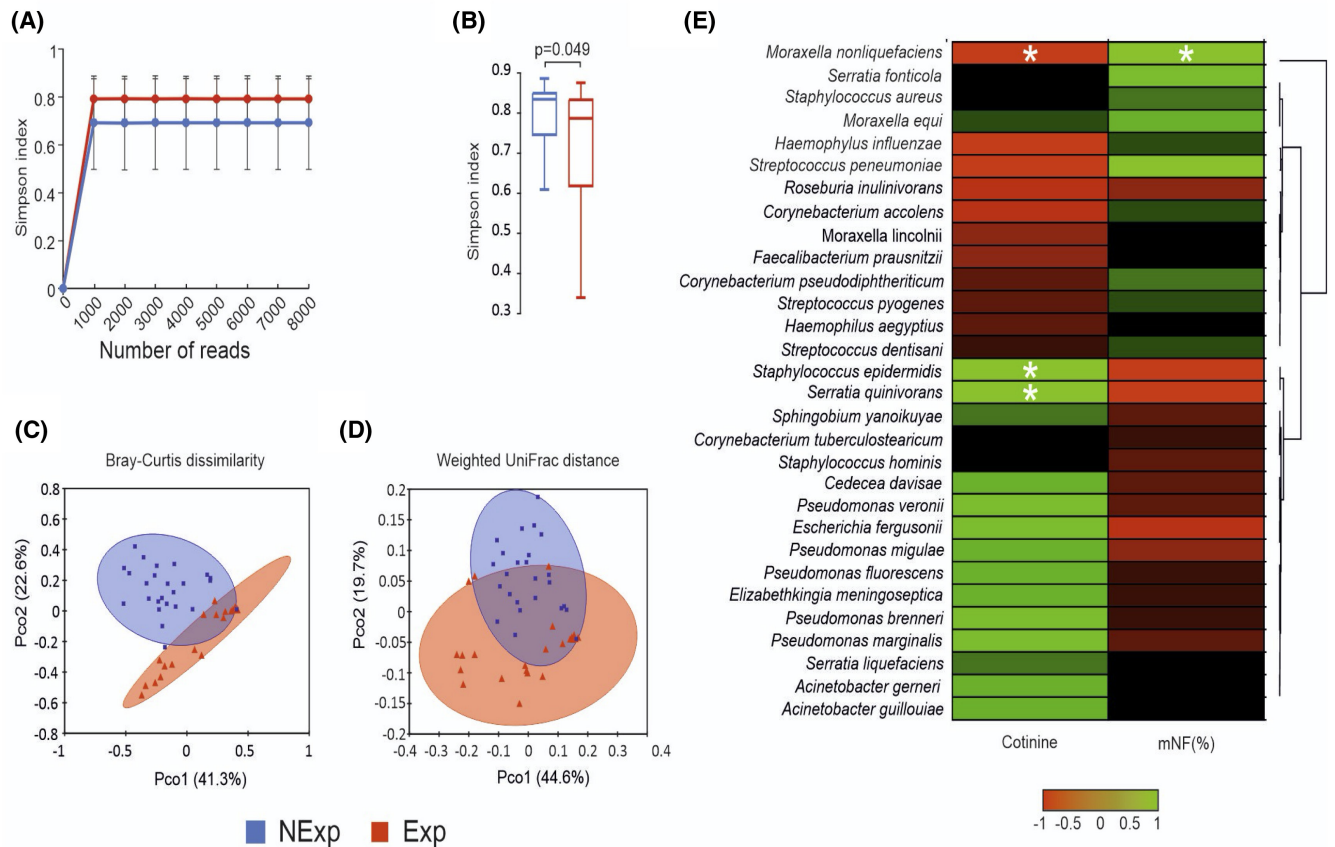 (A)
Simpson index
1
0.8
0.6
0.4
0.2
0
0 1000 2000 3000 4000 5000 6000 7000 8000
Number of reads
(B)
p=0.049
Simpson index
0.9
0.8
0.7
0.6
0.5
0.4
0.3
(C)
Bray-Curtis dissimilarity
Pco2 (22.6%)
0.8
0.6
0.4
0.2
0
-0.2
-0.4
-0.6
-0.8
-1 -0.5 0 0.5 1
Pco1 (41.3%)
(D)
Weighted UniFrac distance
Pco2 (19.7%)
0.2
0.15
0.1
0.05
0
-0.05
-0.1
-0.15
-0.2
-0.4 -0.3 -0.2 -0.1 0 0.1 0.2 0.3 0.4
Pco1 (44.6%)
NExp Exp
(E)
Moraxella nonliquefaciens * *
Serratia fonticola
Staphylococcus aureus
Moraxella equi
Haemophylus influenzae
Streptococcus peneumoniae
Roseburia inulinivorans
Corynebacterium accolens
Moraxella lincolnii
Faecalibacterium prausnitzii
Corynebacterium pseudodiphtheriticum
Streptococcus pyogenes
Haemophilus aegyptius
Streptococcus dentisani
Staphylococcus epidermidis *
Serratia quinivorans *
Sphingobium yanoikuyae
Corynebacterium tuberculostearicum
Staphylococcus hominis
Cedecea davisae
Pseudomonas veronii
Escherichia fergusonii
Pseudomonas migulae
Pseudomonas fluorescens
Elizabethkingia meningoseptica
Pseudomonas brenneri
Pseudomonas marginalis
Serratia liquefaciens
Acinetobacter gerneri
Acinetobacter guillouiae
Cotinine mNF(%)
-1 -0.5 0 0.5 1